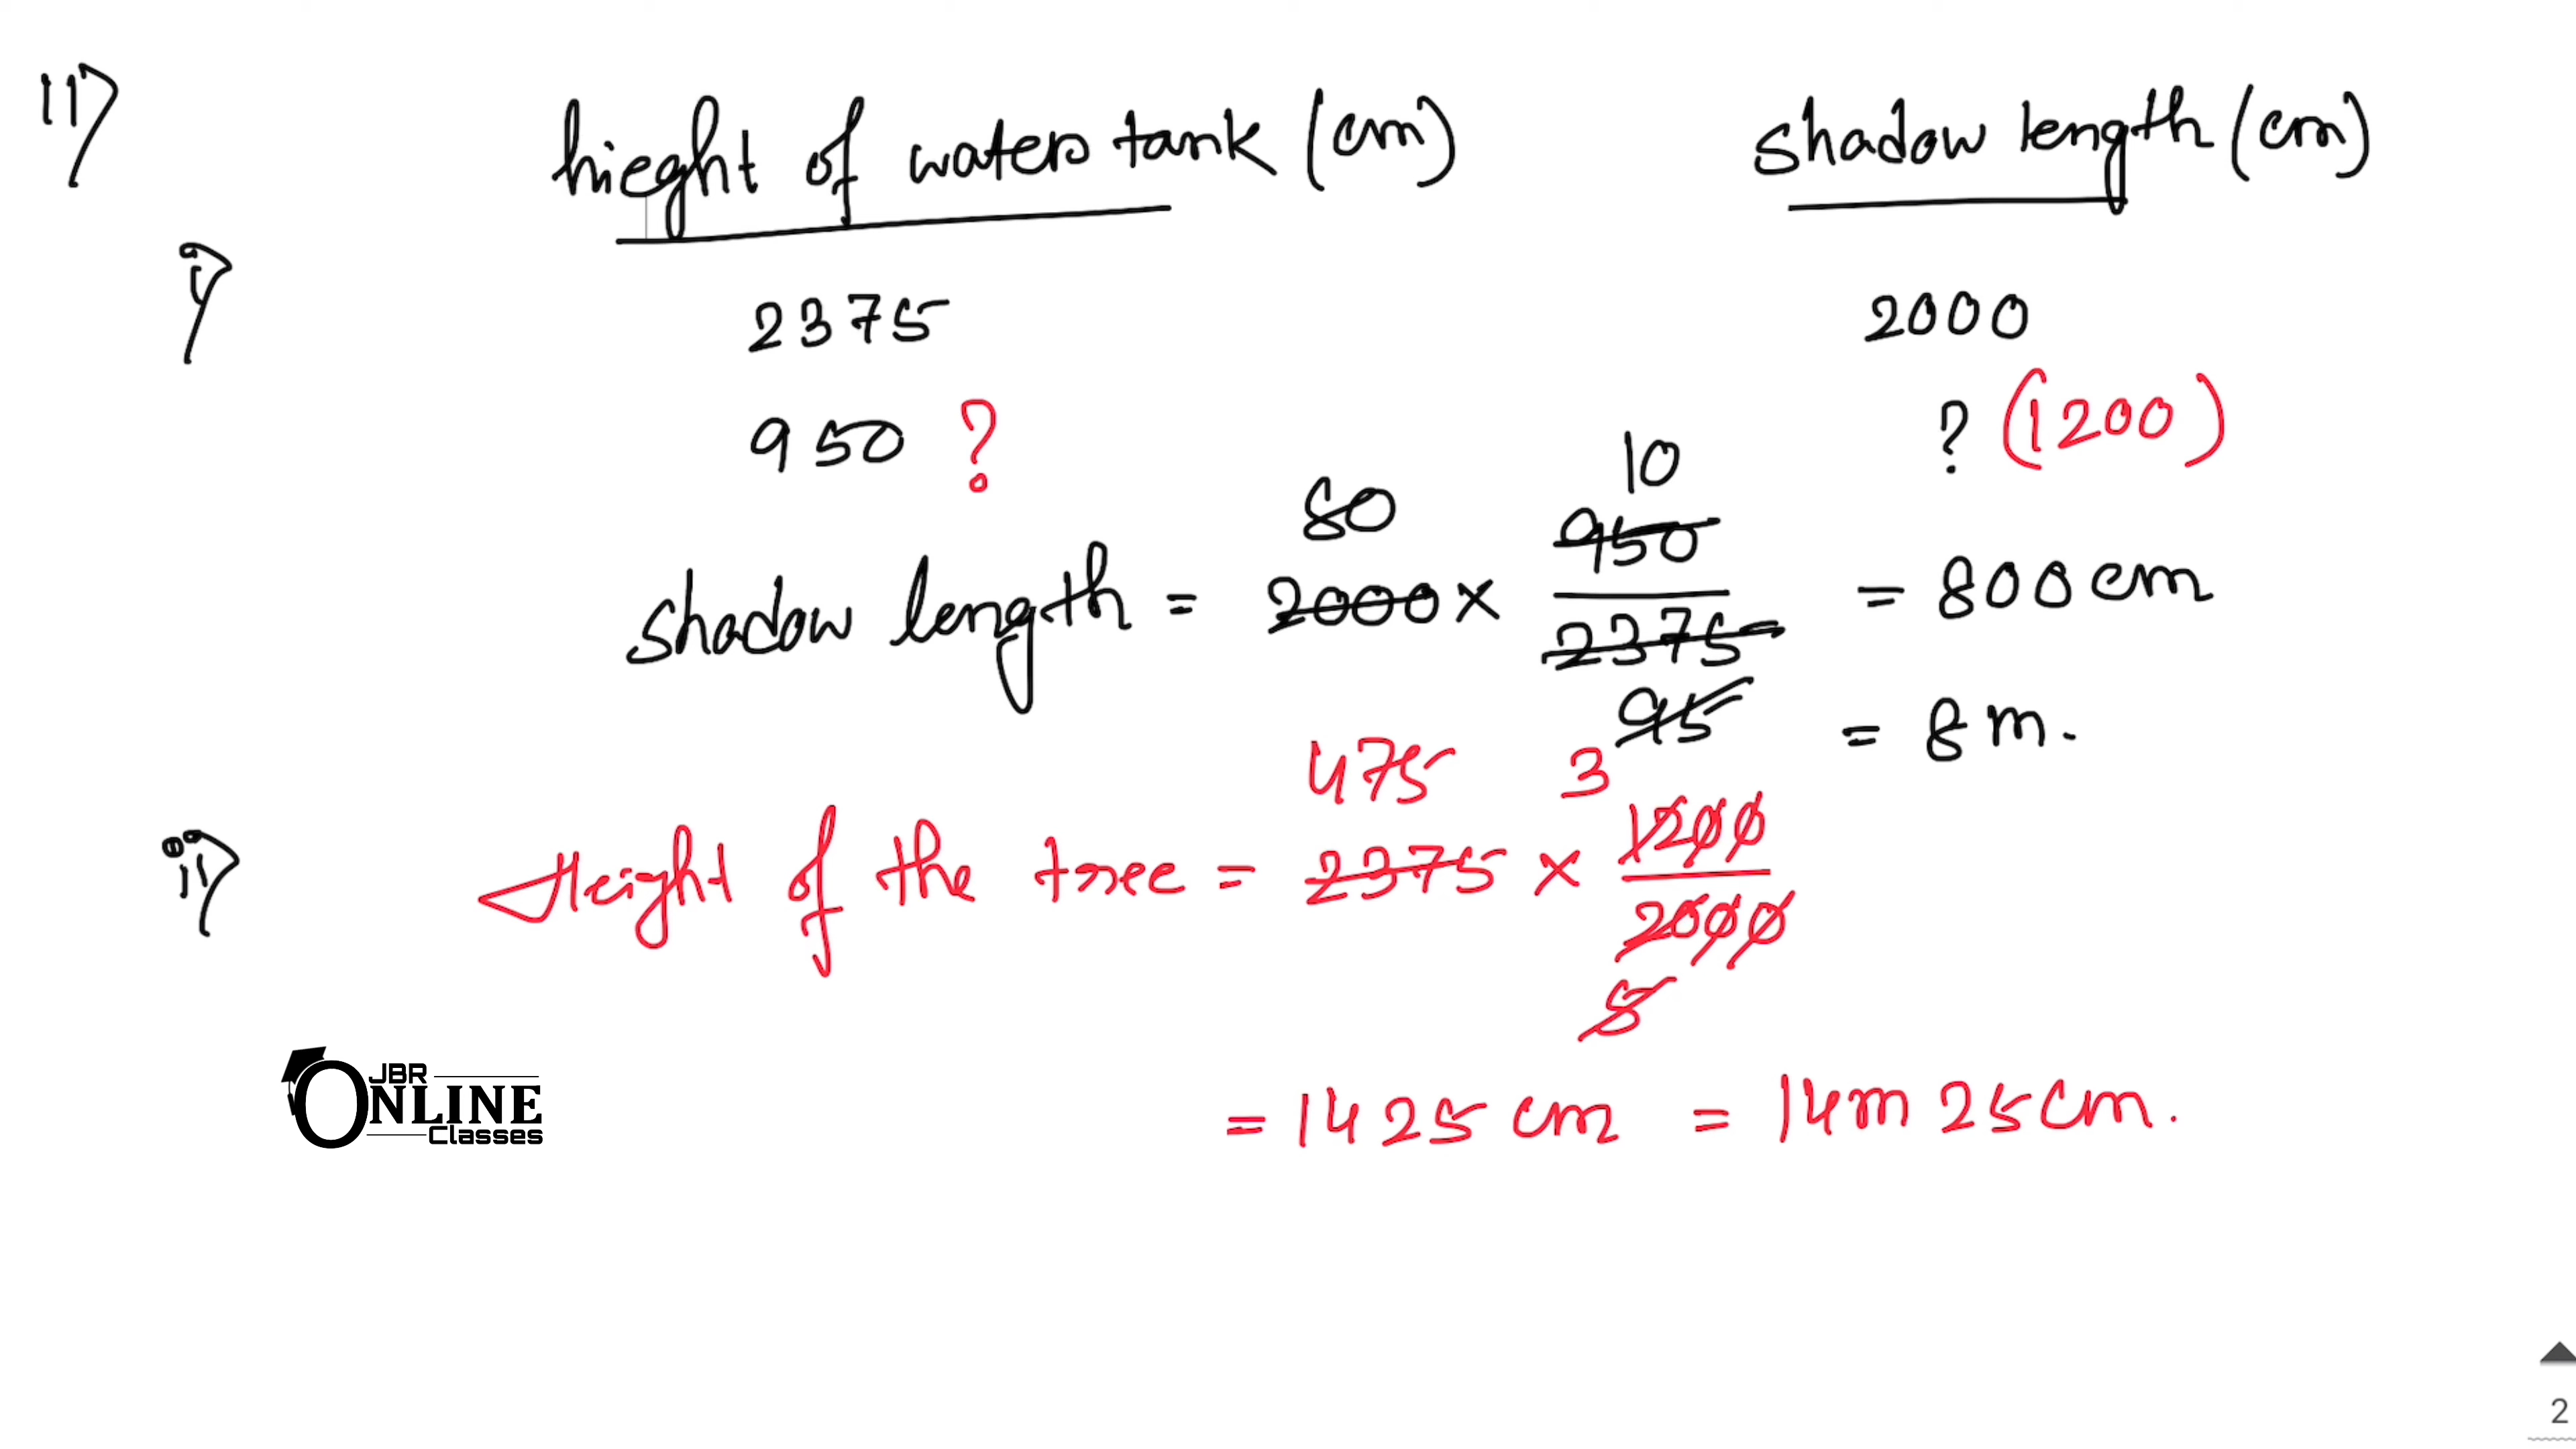 11)
hieght of water tank (cm) shadow length (cm)
i) 2375 2000
950 ? ? (1200)
80 10
shadow length = 2000 × 950 / 2375 = 800 cm
95 = 8 m.
475 3
ii) Height of the tree = 2375 × 1200 / 2000
5
= 1425 cm = 14m 25 cm.
JBR
ONLINE
Classes
2